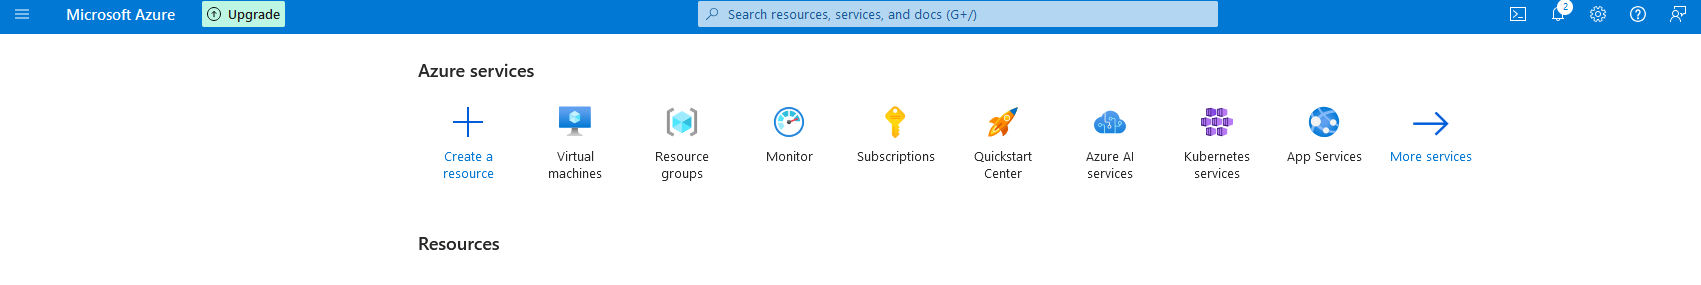 Microsoft Azure
Upgrade
Search resources, services, and docs (G+/)
2
Azure services
Create a
resource
Virtual
machines
Resource
groups
Monitor
Subscriptions
Quickstart
Center
Azure AI
services
Kubernetes
services
App Services
More services
Resources